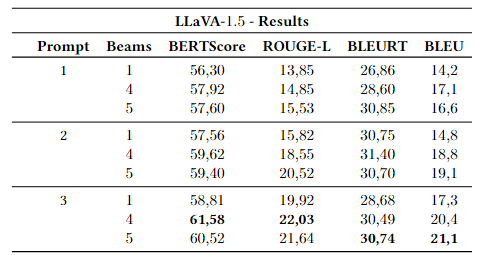 LLaVA-1.5 - Results
Prompt Beams BERTScore ROUGE-L BLEURT BLEU
1 1 56,30 13,85 26,86 14,2
4 57,92 14,85 28,60 17,1
5 57,60 15,53 30,85 16,6
2 1 57,56 15,82 30,75 14,8
4 59,62 18,55 31,40 18,8
5 59,40 20,52 30,70 19,1
3 1 58,81 19,92 28,68 17,3
4 61,58 22,03 30,49 20,4
5 60,52 21,64 30,74 21,1